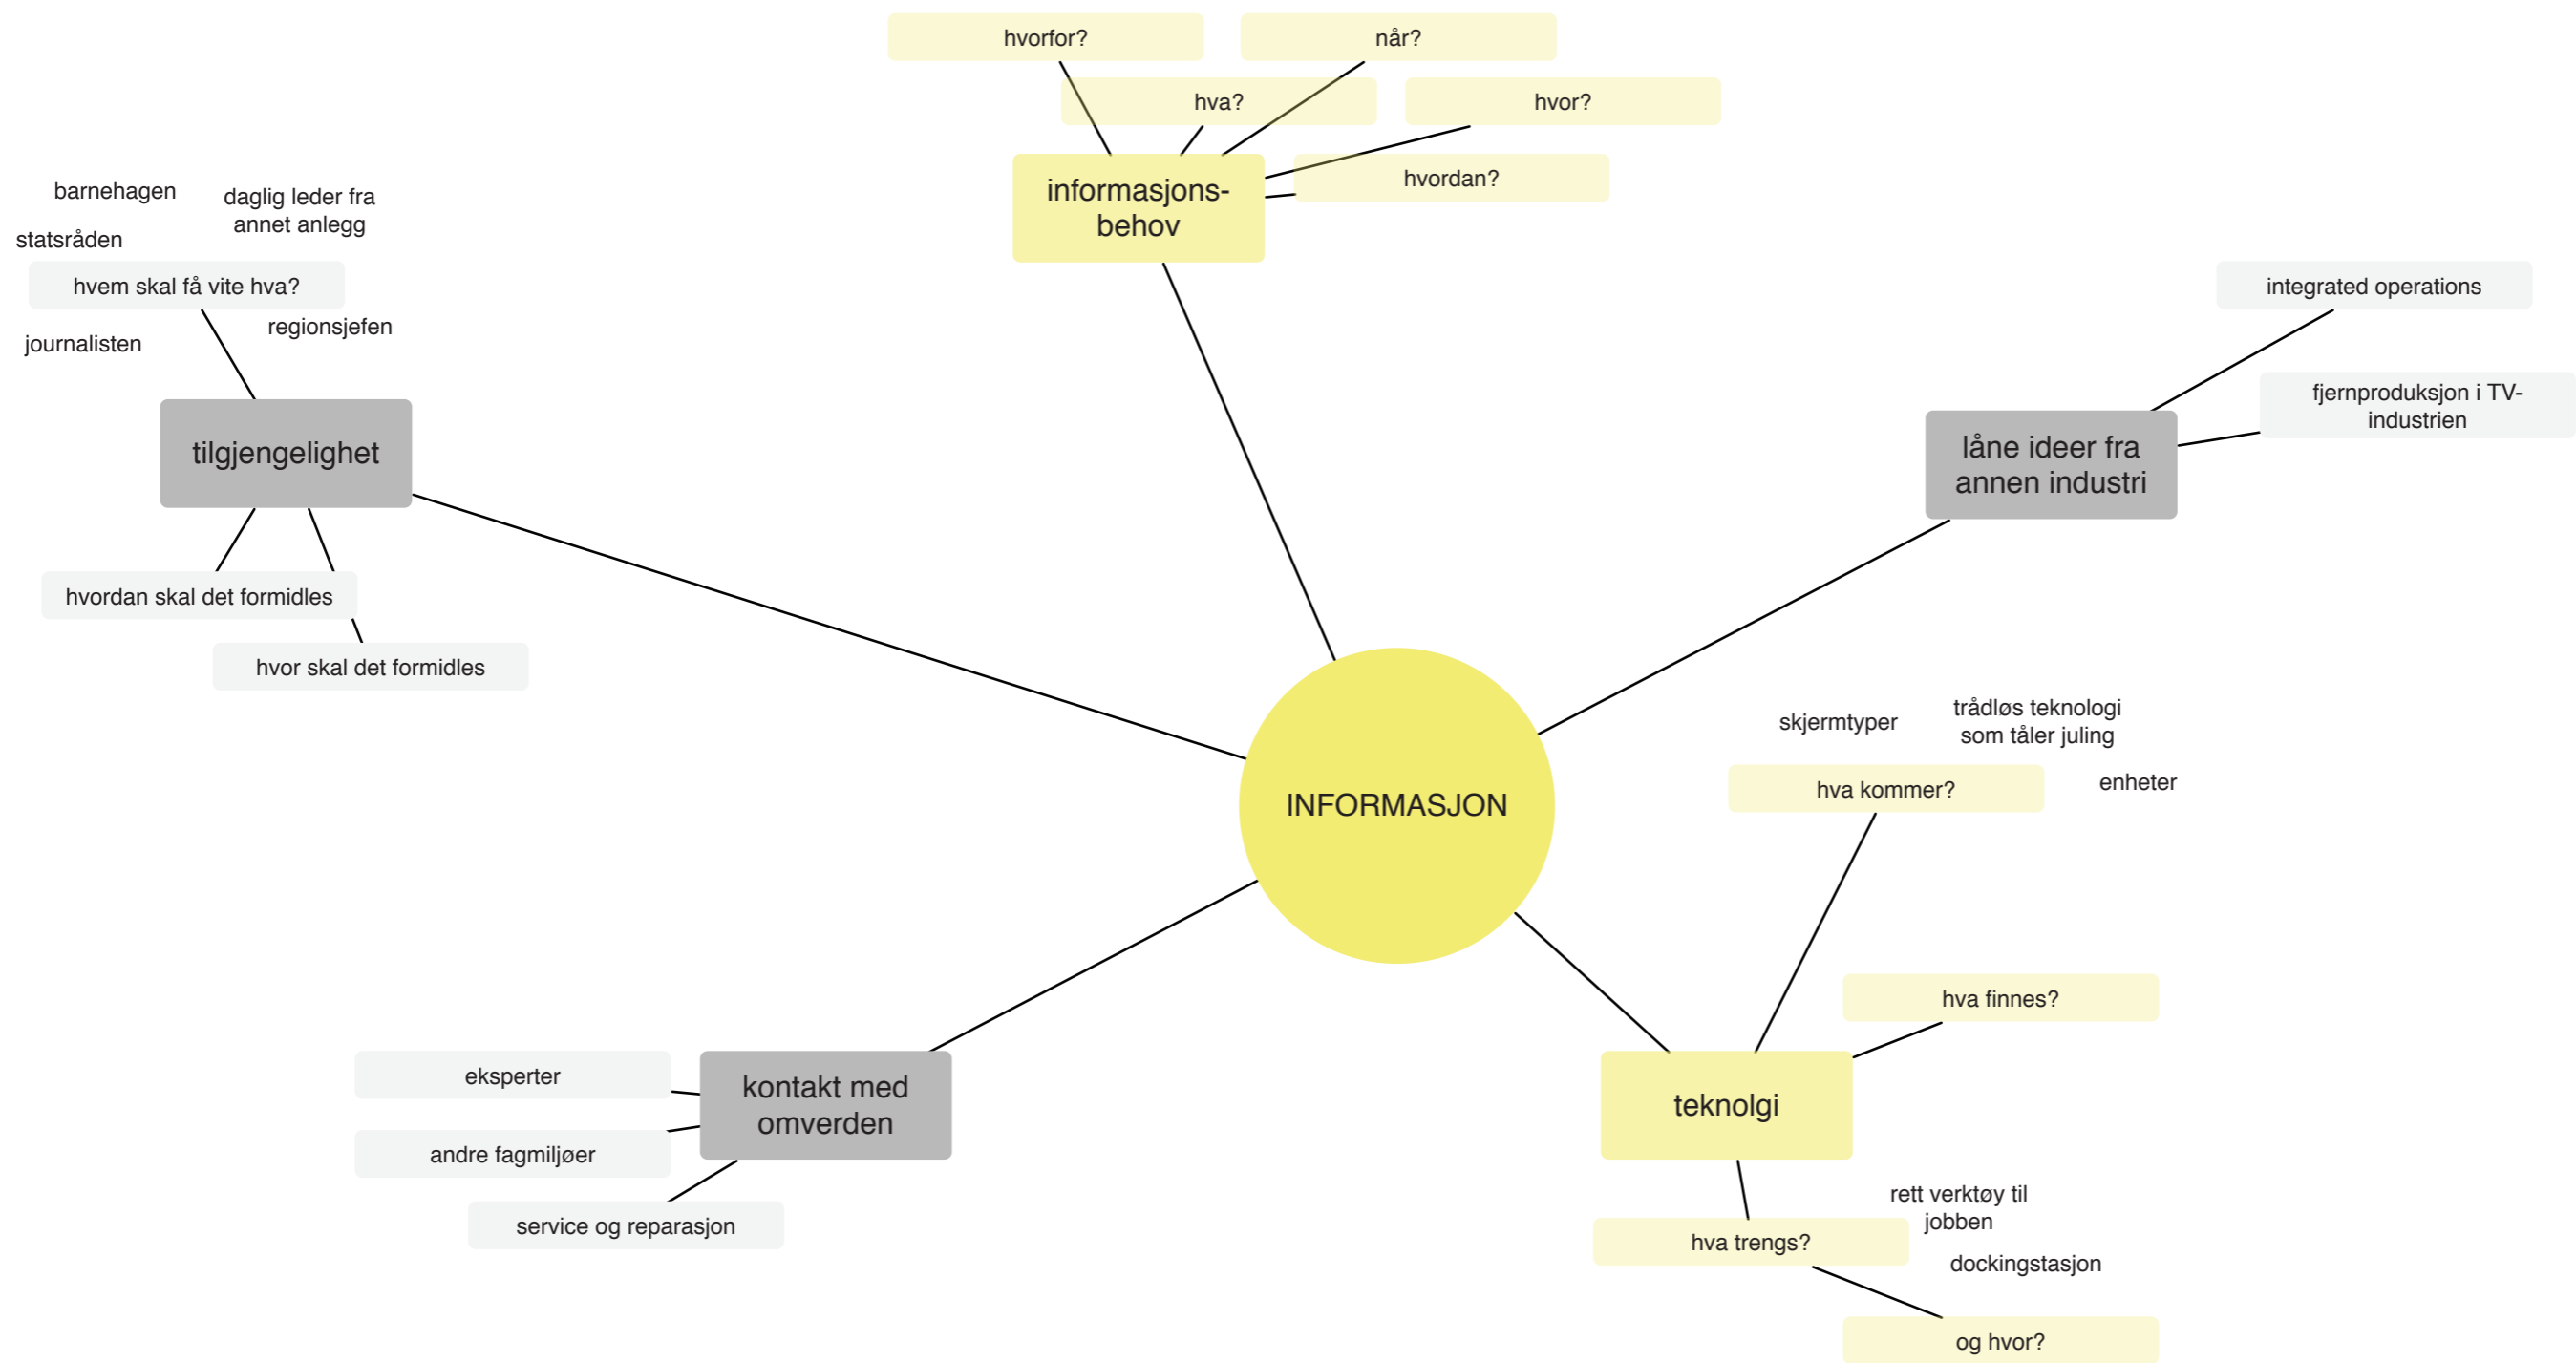 hvorfor?
når?
hva?
hvor?
informasjons-
behov
hvordan?
barnehagen
daglig leder fra
annet anlegg
statsråden
hvem skal få vite hva?
regionsjefen
journalisten
tilgjengelighet
hvordan skal det formidles
hvor skal det formidles
integrated operations
fjernproduksjon i TV-
industrien
låne ideer fra
annen industri
INFORMASJON
skjermtyper
trådløs teknologi
som tåler juling
enheter
hva kommer?
hva finnes?
teknolgi
rett verktøy til
jobben
hva trengs?
dockingstasjon
og hvor?
eksperter
kontakt med
omverden
andre fagmiljøer
service og reparasjon